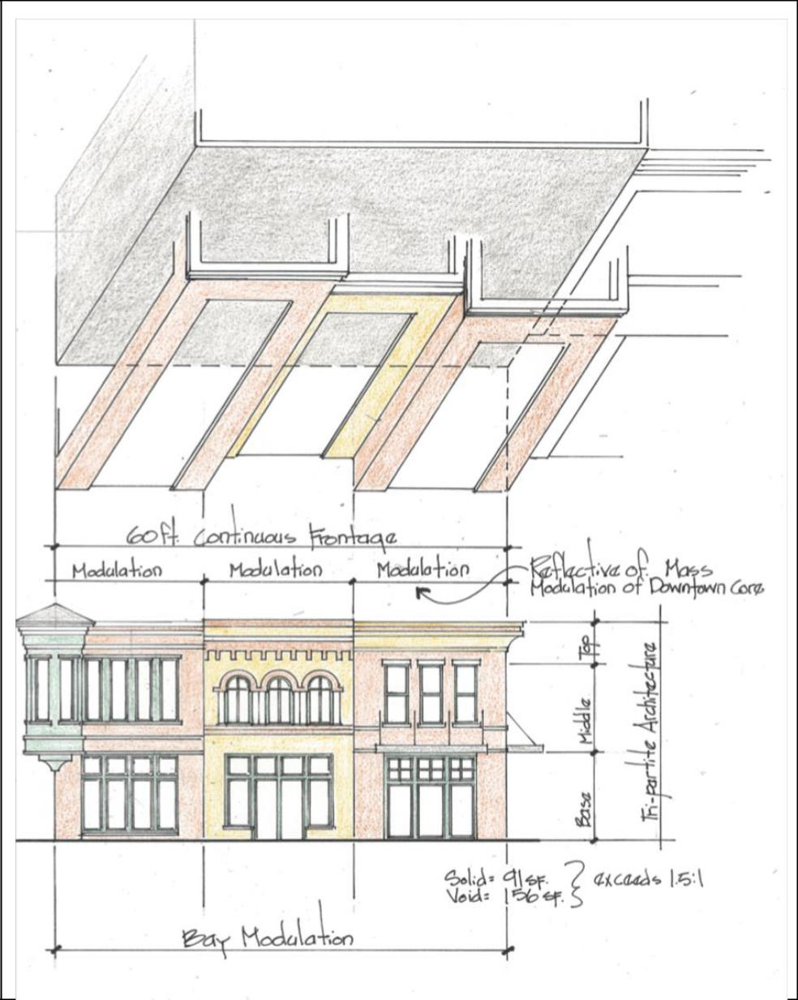 60ft. Continuous Frontage
Modulation
Modulation
Modulation
Reflective of Mass
Modulation of Downtown Core
Top
Middle
Base
Tri-partite Architecture
Solid= 91 sf.
Void= 156 sf.
exceeds 1.5:1
Bay Modulation